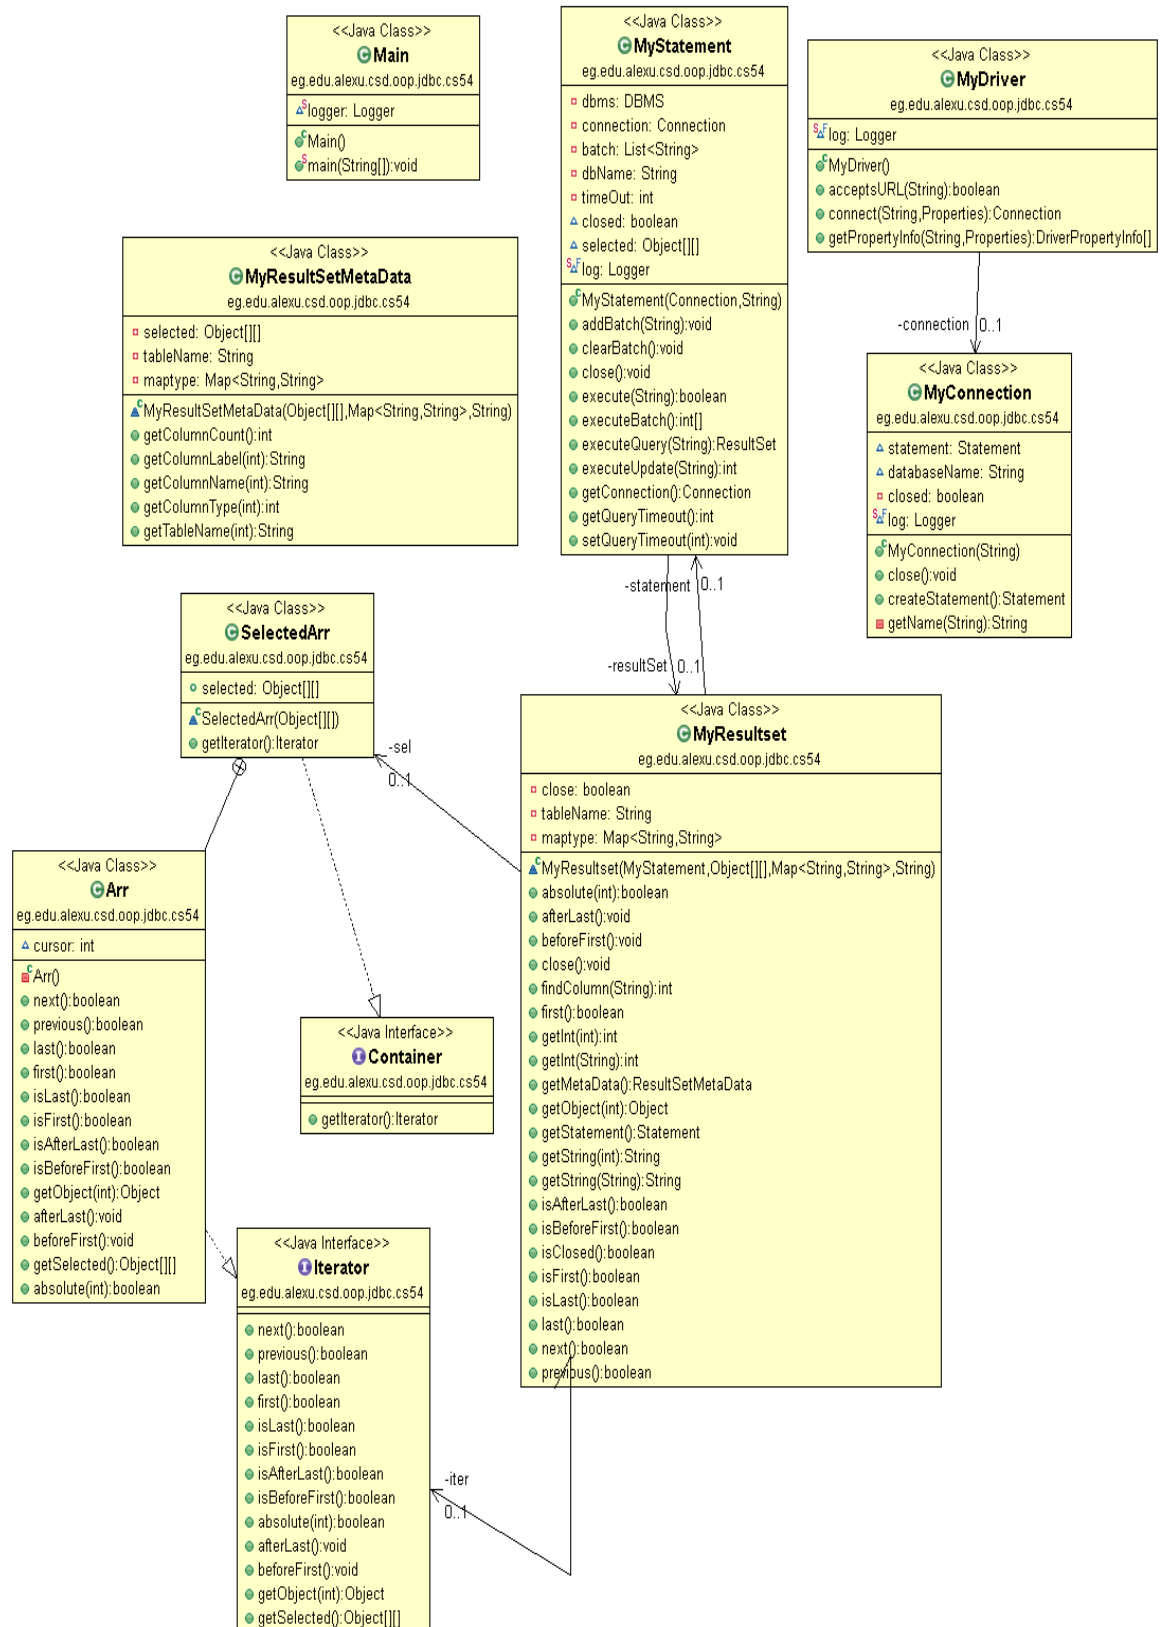 <<Java Class>>
Main
eg.edu.alexu.csd.oop.jdbc.cs54
logger: Logger
Main()
main(String[]):void
<<Java Class>>
MyStatement
eg.edu.alexu.csd.oop.jdbc.cs54
dbms: DBMS
connection: Connection
batch: List<String>
dbName: String
timeOut: int
closed: boolean
selected: Object[][]
log: Logger
MyStatement(Connection,String)
addBatch(String):void
clearBatch():void
close():void
execute(String):boolean
executeBatch():int[]
executeQuery(String):ResultSet
executeUpdate(String):int
getConnection():Connection
getQueryTimeout():int
setQueryTimeout(int):void
<<Java Class>>
MyDriver
eg.edu.alexu.csd.oop.jdbc.cs54
log: Logger
MyDriver()
acceptsURL(String):boolean
connect(String,Properties):Connection
getPropertyInfo(String,Properties):DriverPropertyInfo[]
-connection 0..1
<<Java Class>>
MyResultSetMetaData
eg.edu.alexu.csd.oop.jdbc.cs54
selected: Object[][]
tableName: String
maptype: Map<String,String>
MyResultSetMetaData(Object[][],Map<String,String>,String)
getColumnCount():int
getColumnLabel(int):String
getColumnName(int):String
getColumnType(int):int
getTableName(int):String
<<Java Class>>
MyConnection
eg.edu.alexu.csd.oop.jdbc.cs54
statement: Statement
databaseName: String
closed: boolean
log: Logger
MyConnection(String)
close():void
createStatement():Statement
getName(String):String
-statement 0..1
-resultSet 0..1
<<Java Class>>
SelectedArr
eg.edu.alexu.csd.oop.jdbc.cs54
selected: Object[][]
SelectedArr(Object[][])
getIterator():Iterator
-sel
0..1
<<Java Class>>
MyResultset
eg.edu.alexu.csd.oop.jdbc.cs54
close: boolean
tableName: String
maptype: Map<String,String>
MyResultset(MyStatement,Object[][],Map<String,String>,String)
absolute(int):boolean
afterLast():void
beforeFirst():void
close():void
findColumn(String):int
first():boolean
getInt(int):int
getInt(String):int
getMetaData():ResultSetMetaData
getObject(int):Object
getStatement():Statement
getString(int):String
getString(String):String
isAfterLast():boolean
isBeforeFirst():boolean
isClosed():boolean
isFirst():boolean
isLast():boolean
last():boolean
next():boolean
previous():boolean
<<Java Class>>
Arr
eg.edu.alexu.csd.oop.jdbc.cs54
cursor: int
Arr()
next():boolean
previous():boolean
last():boolean
first():boolean
isLast():boolean
isFirst():boolean
isAfterLast():boolean
isBeforeFirst():boolean
getObject(int):Object
afterLast():void
beforeFirst():void
getSelected():Object[][]
absolute(int):boolean
<<Java Interface>>
Container
eg.edu.alexu.csd.oop.jdbc.cs54
getIterator():Iterator
<<Java Interface>>
Iterator
eg.edu.alexu.csd.oop.jdbc.cs54
next():boolean
previous():boolean
last():boolean
first():boolean
isLast():boolean
isFirst():boolean
isAfterLast():boolean
isBeforeFirst():boolean
absolute(int):boolean
afterLast():void
beforeFirst():void
getObject(int):Object
getSelected():Object[][]
-iter
0..1